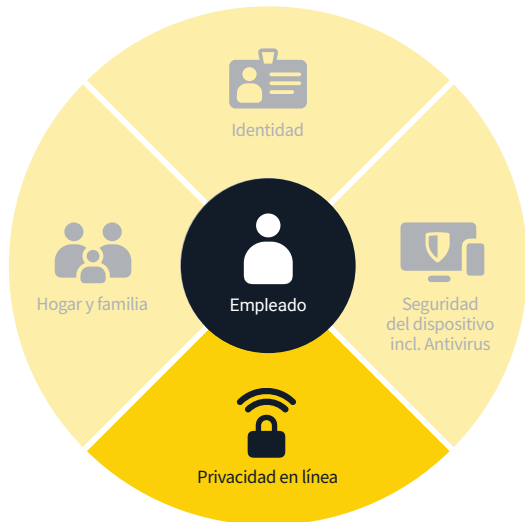 Identidad
Hogar y familia
Empleado
Seguridad
del dispositivo
incl. Antivirus
Privacidad en línea